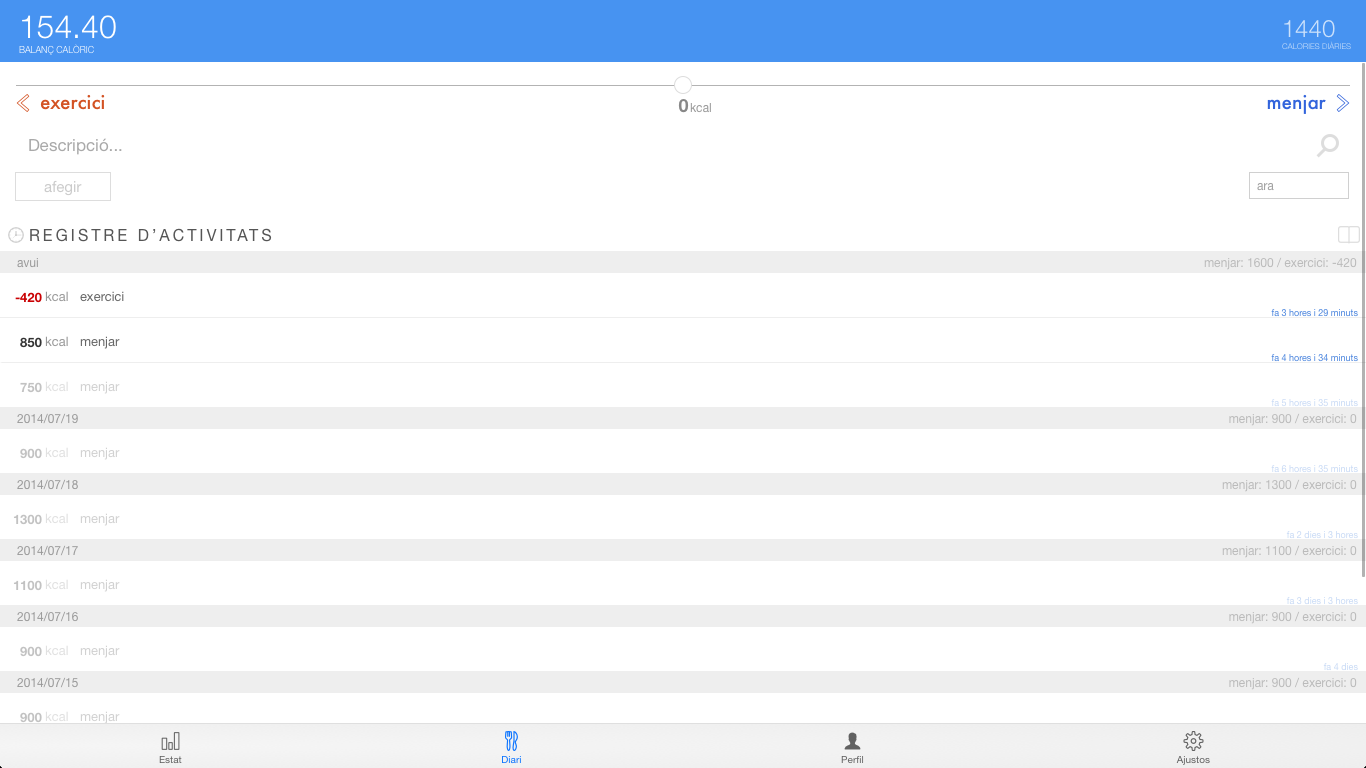 154.40
BALANÇ CALÒRIC
1440
CALORIES DIÀRIES
exercici
0kcal
menjar
Descripció...
afegir
ara
REGISTRE D'ACTIVITATS
avui menjar: 1600 / exercici: -420
-420 kcal exercici
fa 3 hores i 29 minuts
850 kcal menjar
fa 4 hores i 34 minuts
750 kcal menjar
fa 5 hores i 35 minuts
2014/07/19 menjar: 900 / exercici: 0
900 kcal menjar
fa 6 hores i 35 minuts
2014/07/18 menjar: 1300 / exercici: 0
1300 kcal menjar
fa 2 dies i 3 hores
2014/07/17 menjar: 1100 / exercici: 0
1100 kcal menjar
fa 3 dies i 3 hores
2014/07/16 menjar: 900 / exercici: 0
900 kcal menjar
fa 4 dies
2014/07/15 menjar: 900 / exercici: 0
900 kcal menjar
Estat
Diari
Perfil
Ajustos